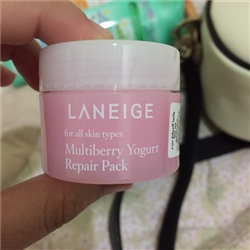 LANEIGE
for all skin types
Multiberry Yogurt
Repair Pack